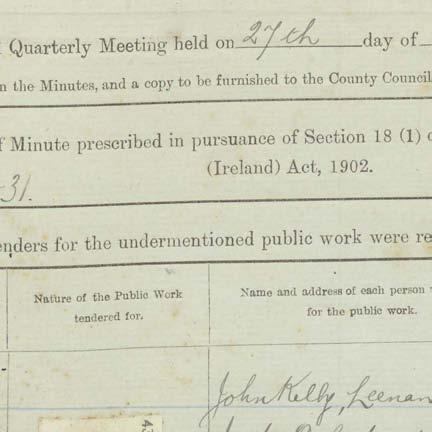 Quarterly Meeting held on 27th day of
the Minutes, and a copy to be furnished to the County Council
Minute prescribed in pursuance of Section 18 (1)
(Ireland) Act, 1902.
31.
enders for the undermentioned public work were re
Nature of the Public Work
tendered for.
Name and address of each person
for the public work.
John Kelly, Leenan